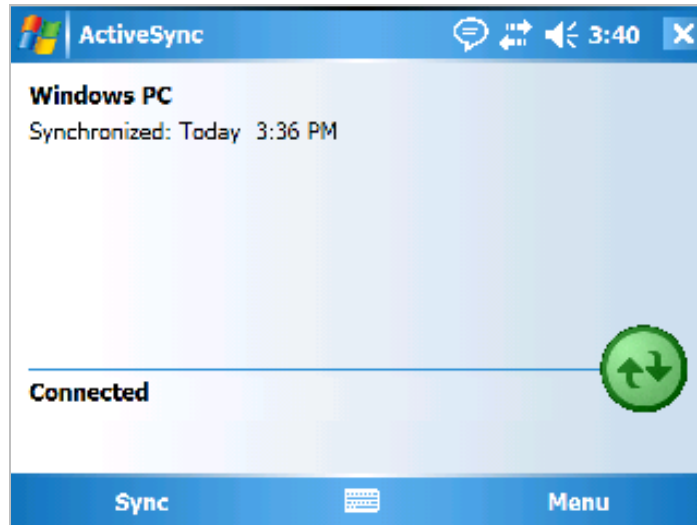 ActiveSync 3:40
Windows PC
Synchronized: Today 3:36 PM
Connected
Sync Menu